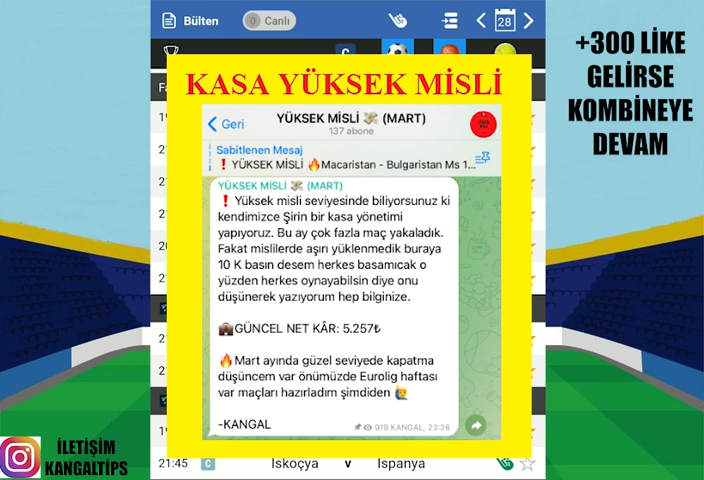 Bülten
0 Canlı
28
+300 LİKE
GELİRSE
KOMBİNEYE
DEVAM
KASA YÜKSEK MİSLİ
Geri
YÜKSEK MİSLİ 💸 (MART)
137 abone
Sabitlenen Mesaj
❗ YÜKSEK MİSLİ 🔥Macaristan - Bulgaristan Ms 1...
YÜKSEK MİSLİ 💸 (MART)
❗ Yüksek misli seviyesinde biliyorsunuz ki
kendimizce Şirin bir kasa yönetimi
yapıyoruz. Bu ay çok fazla maç yakaladık.
Fakat mislilerde aşırı yüklenmedik buraya
10 K basın desem herkes basamıcak o
yüzden herkes oynayabilsin diye onu
düşünerek yazıyorum hep bilginize.
💼GÜNCEL NET KÂR: 5.257₺
🔥Mart ayında güzel seviyede kapatma
düşüncem var önümüzde Eurolig haftası
var maçları hazırladım şimdiden 🙋‍♂️
-KANGAL
919 KANGAL, 23:26
21:45 C İskoçya v İspanya
İLETİŞİM
KANGALTİPS